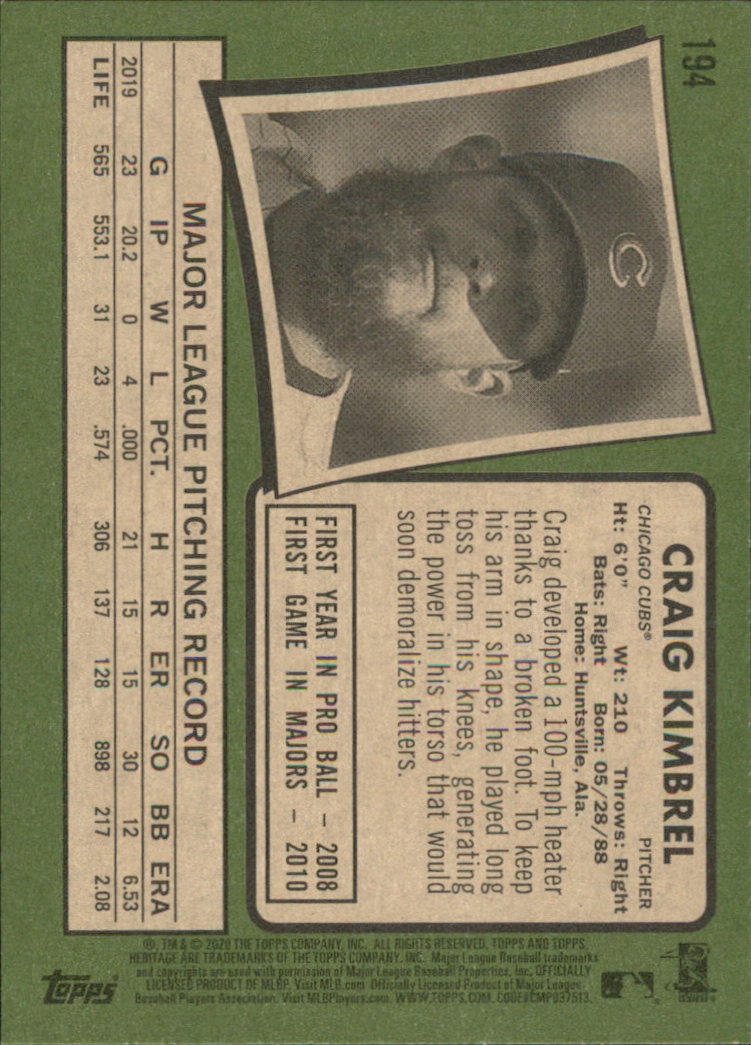 194
C
CRAIG KIMBREL
CHICAGO CUBS® PITCHER
Ht: 6'0" Wt: 210 Throws: Right
Bats: Right Born: 05/28/88
Home: Huntsville, Ala.
Craig developed a 100-mph heater
thanks to a broken foot. To keep
his arm in shape, he played long
toss from his knees, generating
the power in his torso that would
soon demoralize hitters.
FIRST YEAR IN PRO BALL – 2008
FIRST GAME IN MAJORS – 2010
MAJOR LEAGUE PITCHING RECORD
G IP W L PCT. H R ER SO BB ERA
2019 23 20.2 0 4 .000 21 15 15 30 12 6.53
LIFE 565 553.1 31 23 .574 306 137 128 898 217 2.08
®, TM & © 2020 THE TOPPS COMPANY, INC. ALL RIGHTS RESERVED. TOPPS AND TOPPS
HERITAGE ARE TRADEMARKS OF THE TOPPS COMPANY, INC. Major League Baseball trademarks
and copyrights are used with permission of Major League Baseball Properties, Inc. OFFICIALLY
LICENSED PRODUCT OF MLBP. Visit MLB.com Officially Licensed Product of Major League
Baseball Players Association. Visit MLBPlayers.com. WWW.TOPPS.COM. CODE#CMP037513
topps